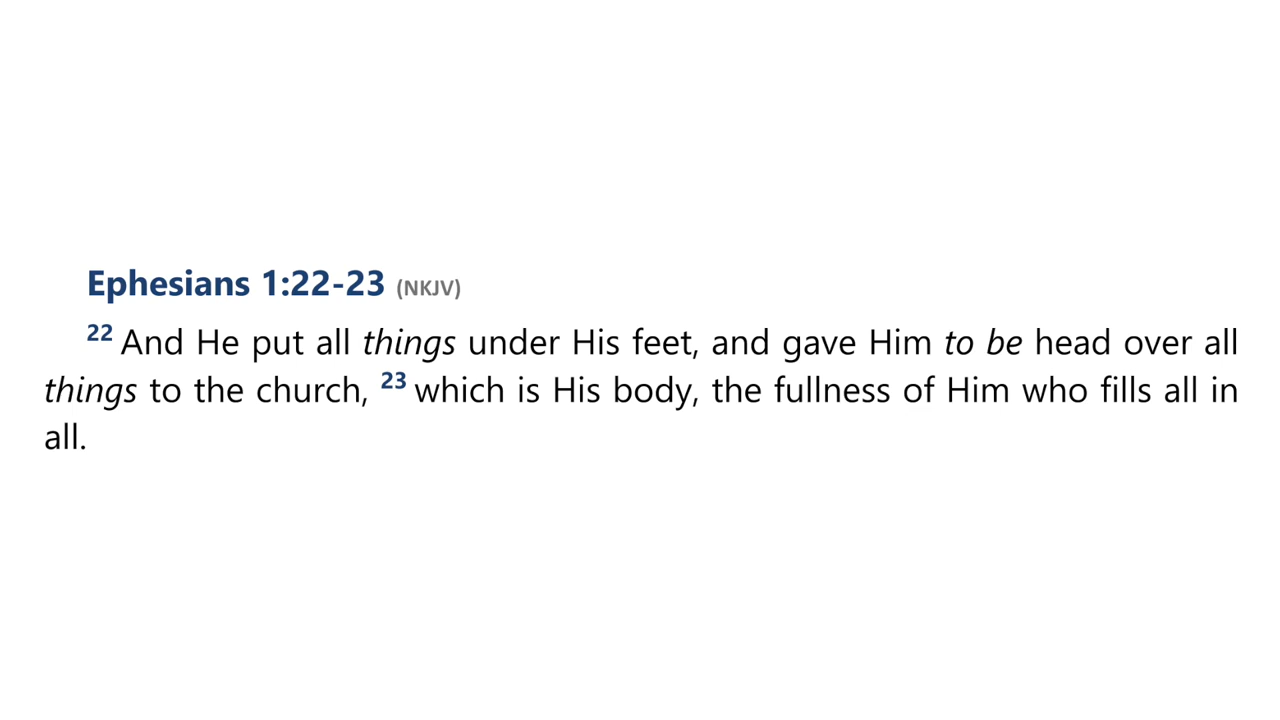 Ephesians 1:22-23 (NKJV)
22 And He put all things under His feet, and gave Him to be head over all
things to the church, 23 which is His body, the fullness of Him who fills all in
all.